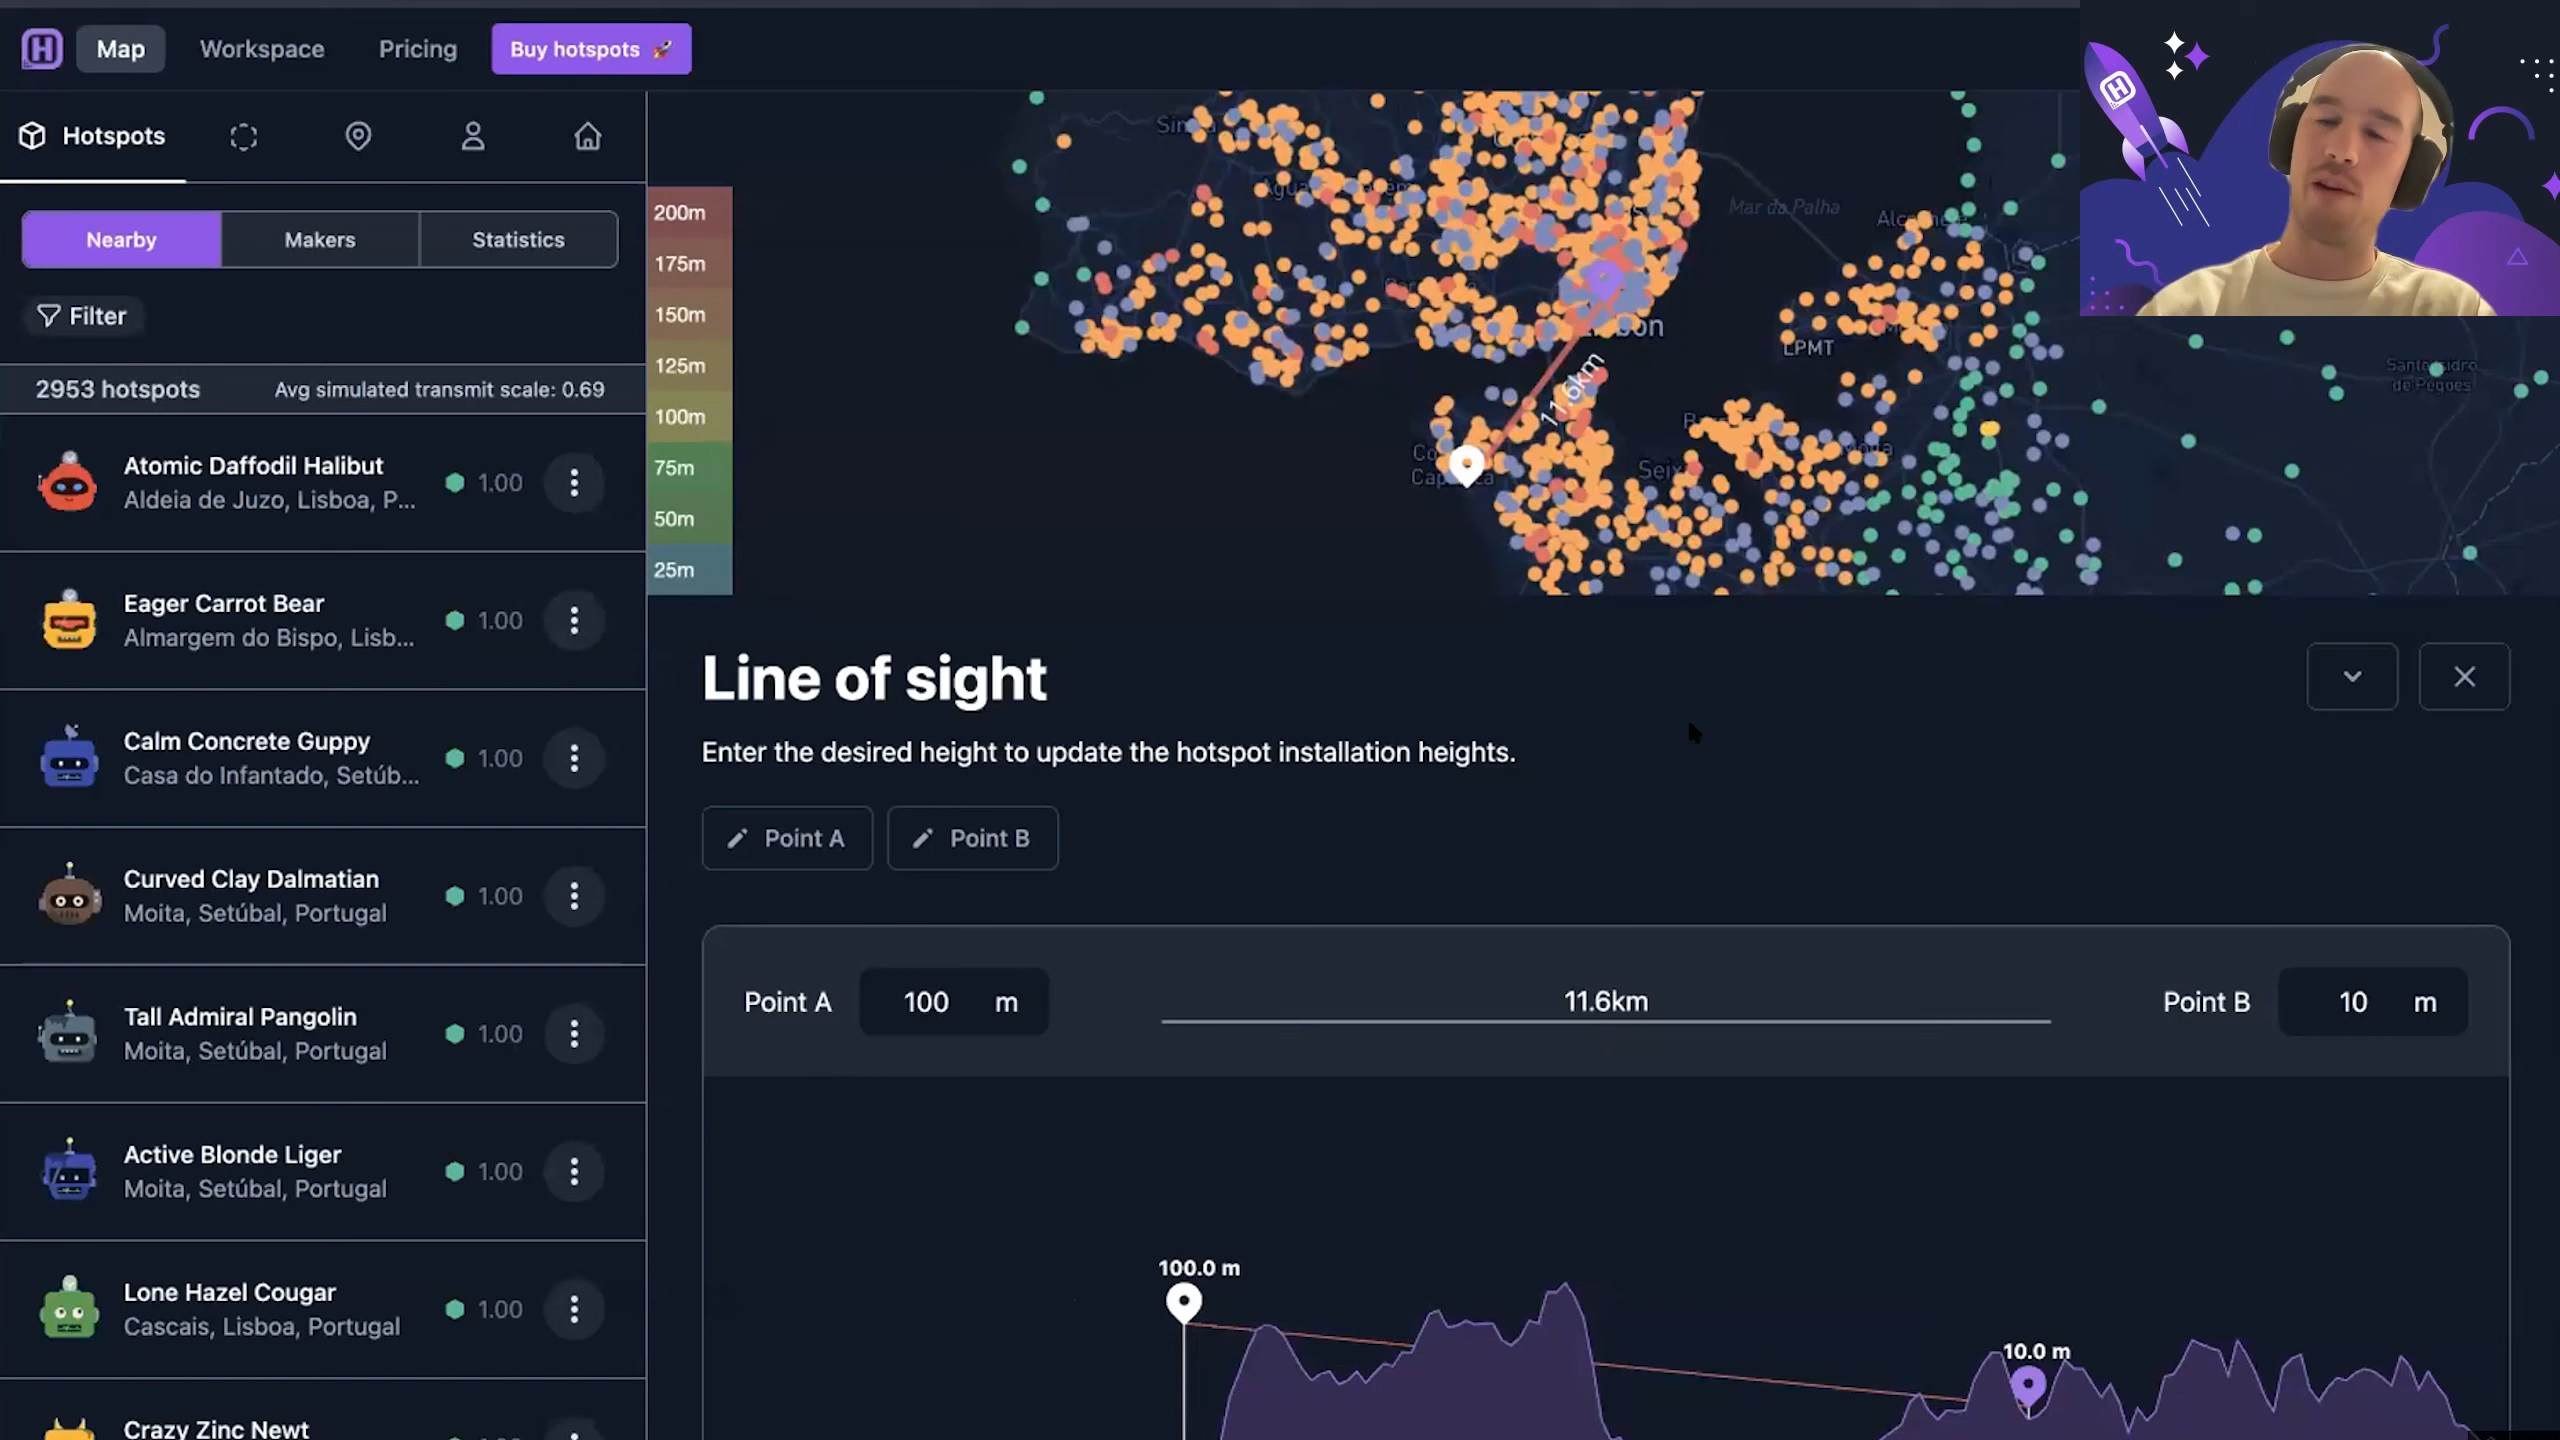 Map
Workspace
Pricing
Buy hotspots
Hotspots
Nearby
Makers
Statistics
Filter
2953 hotspots
Avg simulated transmit scale: 0.69
Atomic Daffodil Halibut
Aldeia de Juzo, Lisboa, P...
1.00
Eager Carrot Bear
Almargem do Bispo, Lisb...
1.00
Calm Concrete Guppy
Casa do Infantado, Setúb...
1.00
Curved Clay Dalmatian
Moita, Setúbal, Portugal
1.00
Tall Admiral Pangolin
Moita, Setúbal, Portugal
1.00
Active Blonde Liger
Moita, Setúbal, Portugal
1.00
Lone Hazel Cougar
Cascais, Lisboa, Portugal
1.00
Crazy Zinc Newt
200m
175m
150m
125m
100m
75m
50m
25m
Mar da Palha
LPMT
11.6km
Line of sight
Enter the desired height to update the hotspot installation heights.
Point A
Point B
Point A
100 m
11.6km
Point B
10 m
100.0 m
10.0 m